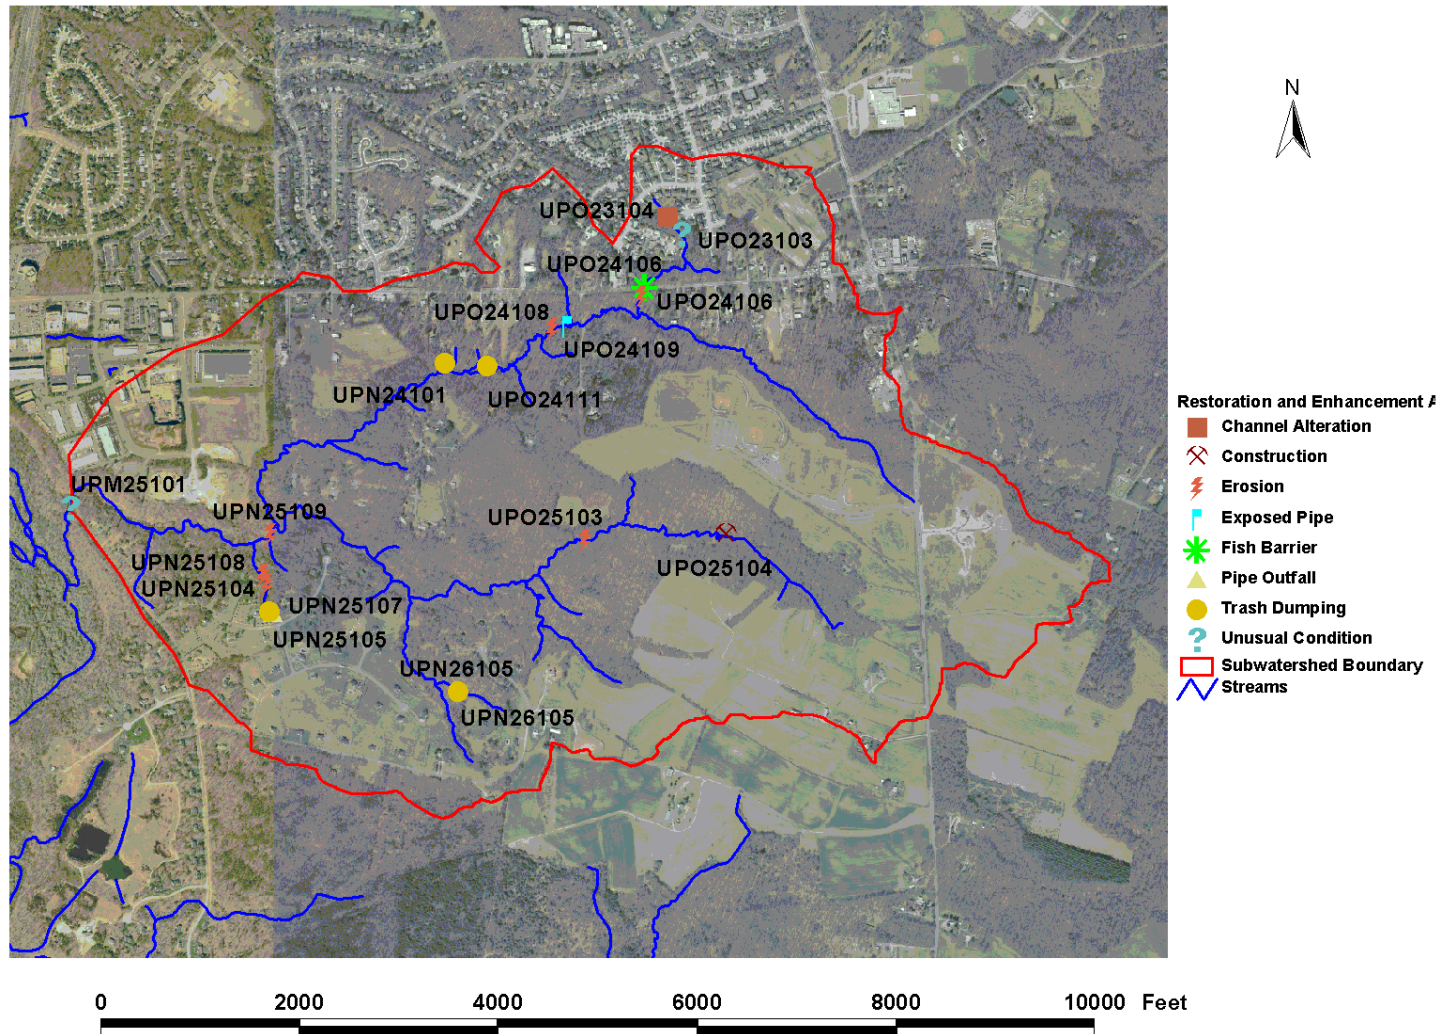 N
UPO23104
UPO23103
UPO24106
UPO24106
UPO24108
UPO24109
UPN24101
UPO24111
URM25101
UPN25109
UPO25103
UPN25108
UPO25104
UPN25104
UPN25107
UPN25105
UPN26105
UPN26105
Restoration and Enhancement A
Channel Alteration
Construction
Erosion
Exposed Pipe
Fish Barrier
Pipe Outfall
Trash Dumping
Unusual Condition
Subwatershed Boundary
Streams
0 2000 4000 6000 8000 10000 Feet